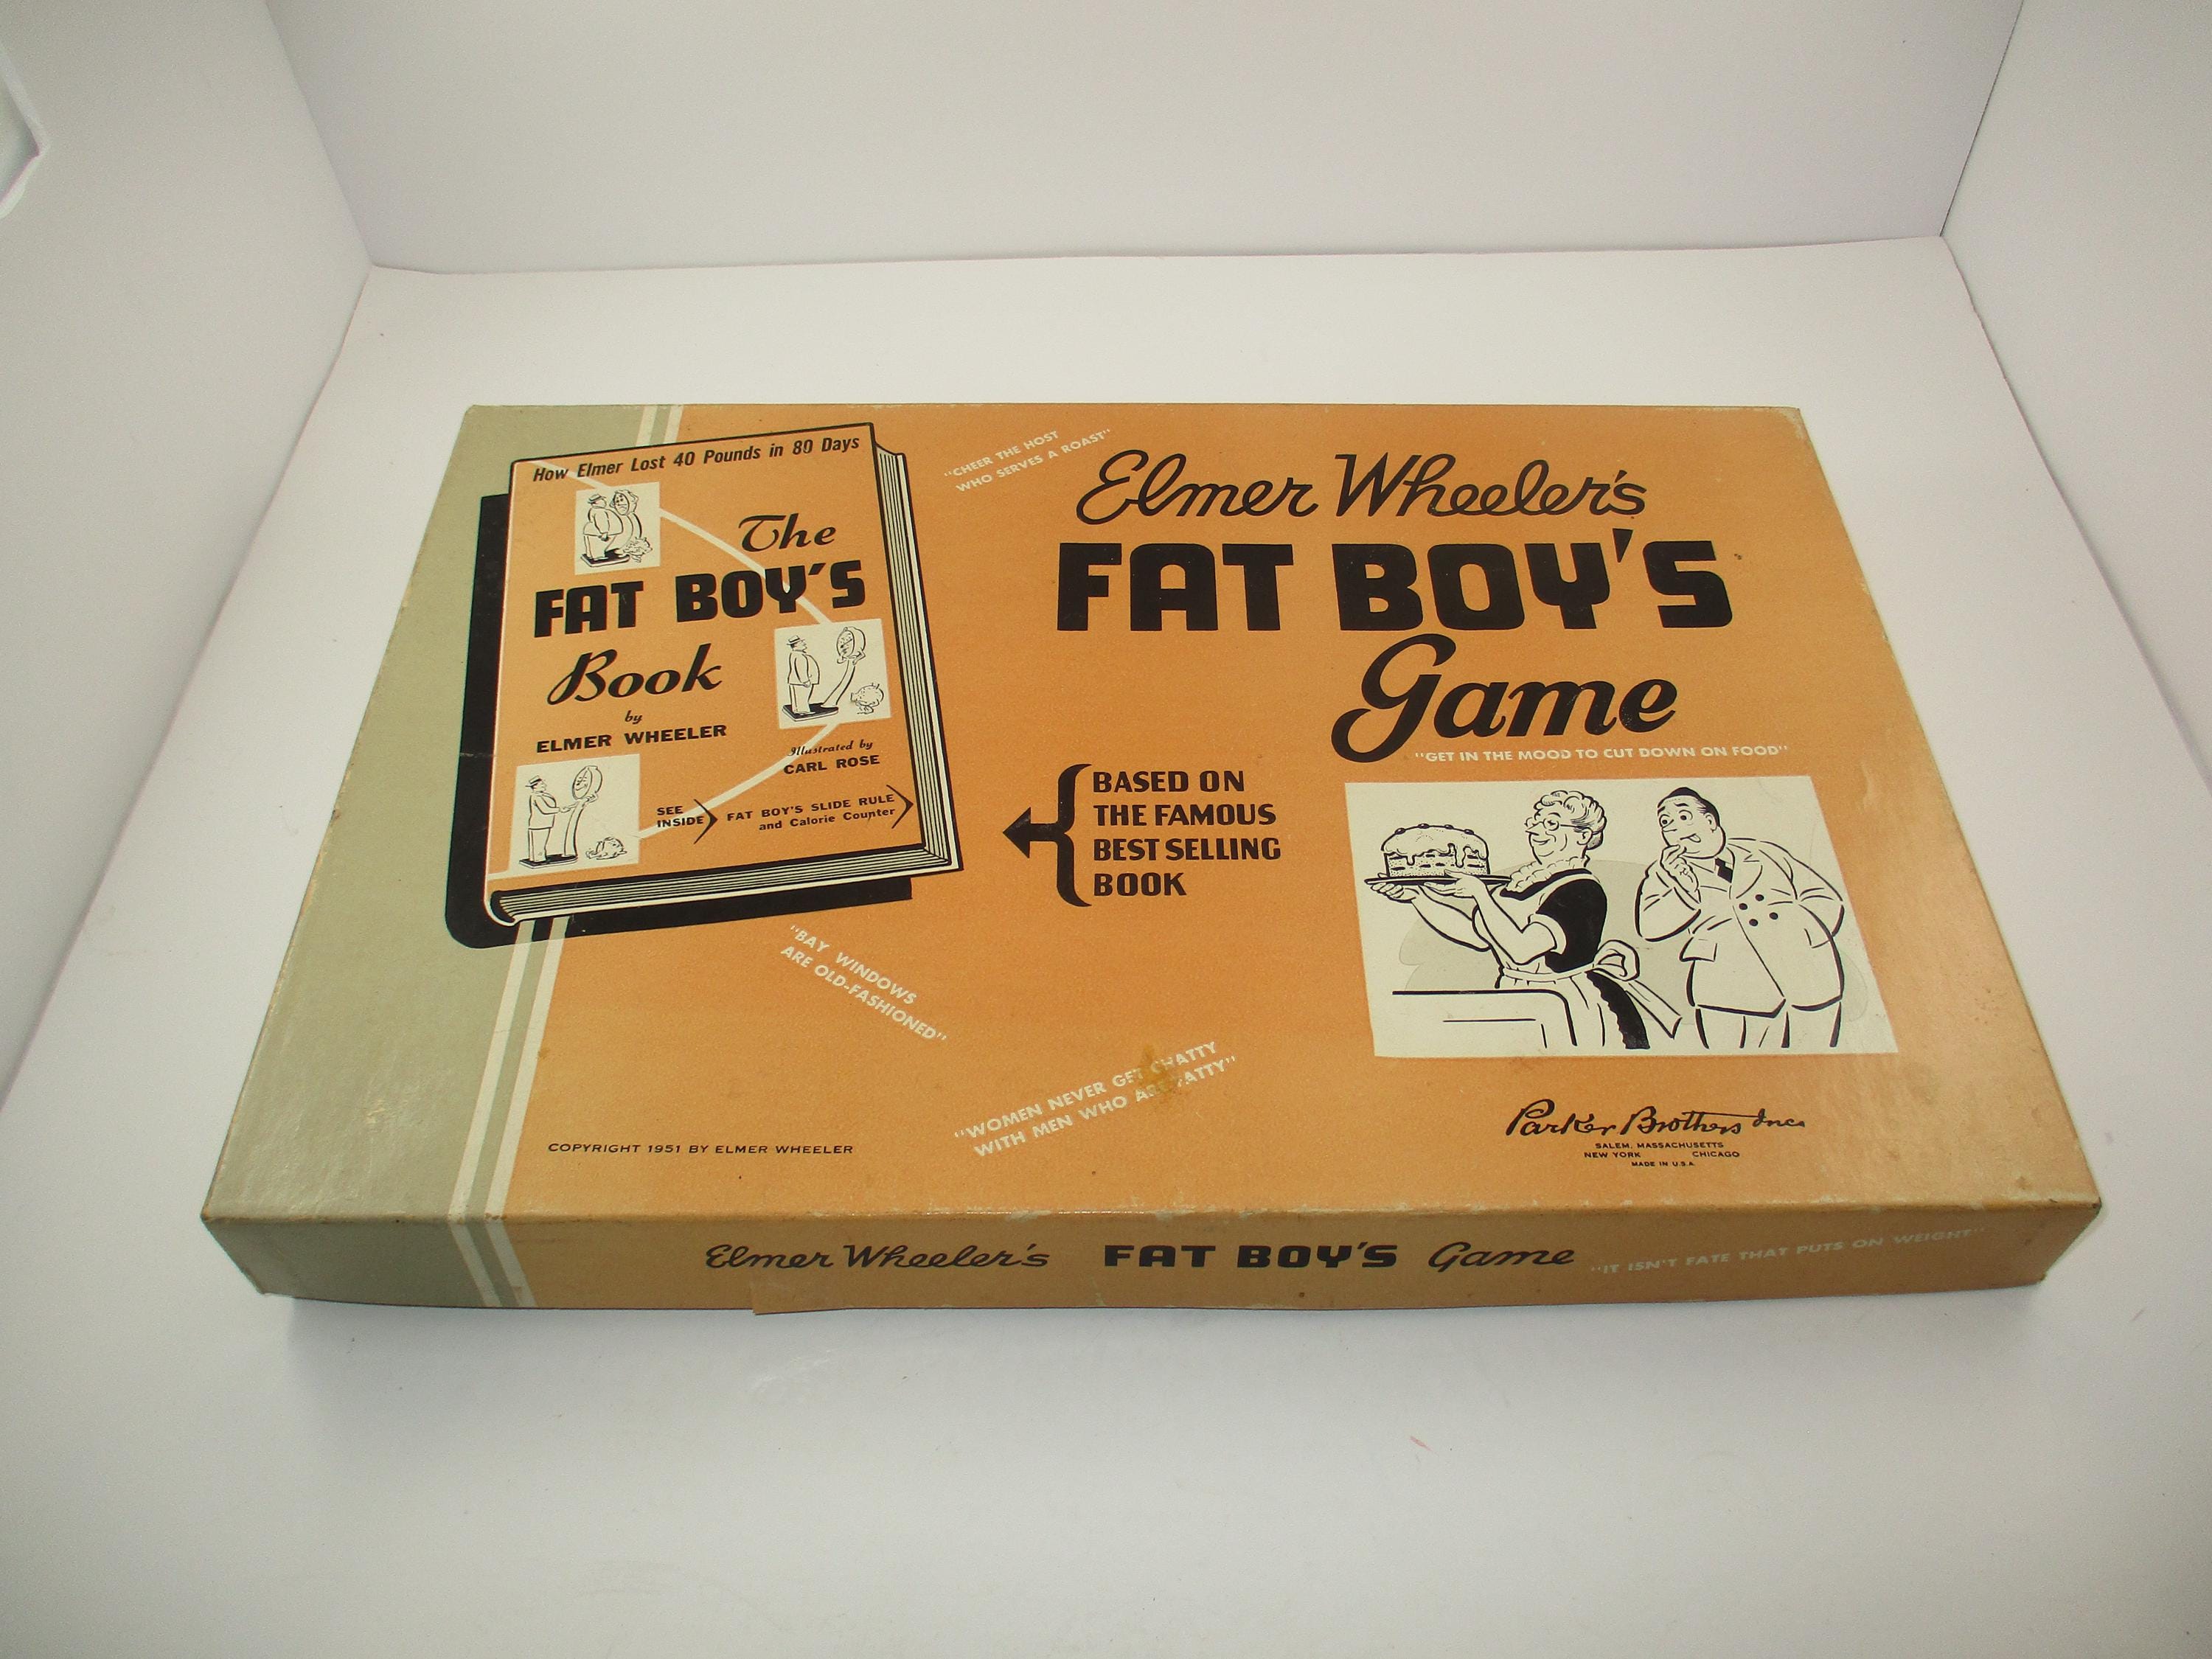 How Elmer Lost 40 Pounds in 80 Days
The
FAT BOY'S
Book
by
ELMER WHEELER
Illustrated by
CARL ROSE
SEE
INSIDE
FAT BOY'S SLIDE RULE
and Calorie Counter
"CHEER THE HOST
WHO SERVES A ROAST"
Elmer Wheeler's
FAT BOY'S
Game
"GET IN THE MOOD TO CUT DOWN ON FOOD"
BASED ON
THE FAMOUS
BEST SELLING
BOOK
"BAY WINDOWS
ARE OLD-FASHIONED"
"WOMEN NEVER GET CHATTY
WITH MEN WHO ARE FATTY"
COPYRIGHT 1951 BY ELMER WHEELER
Parker Brothers Inc.
SALEM, MASSACHUSETTS
NEW YORK CHICAGO
MADE IN U.S.A.
Elmer Wheeler's FAT BOY'S Game "IT ISN'T FATE THAT PUTS ON WEIGHT"